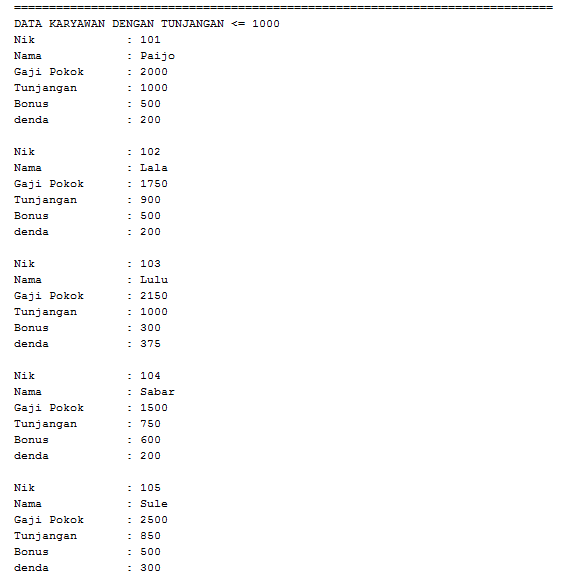 ==============================================================================
DATA KARYAWAN DENGAN TUNJANGAN <= 1000
Nik : 101
Nama : Paijo
Gaji Pokok : 2000
Tunjangan : 1000
Bonus : 500
denda : 200
Nik : 102
Nama : Lala
Gaji Pokok : 1750
Tunjangan : 900
Bonus : 500
denda : 200
Nik : 103
Nama : Lulu
Gaji Pokok : 2150
Tunjangan : 1000
Bonus : 300
denda : 375
Nik : 104
Nama : Sabar
Gaji Pokok : 1500
Tunjangan : 750
Bonus : 600
denda : 200
Nik : 105
Nama : Sule
Gaji Pokok : 2500
Tunjangan : 850
Bonus : 500
denda : 300